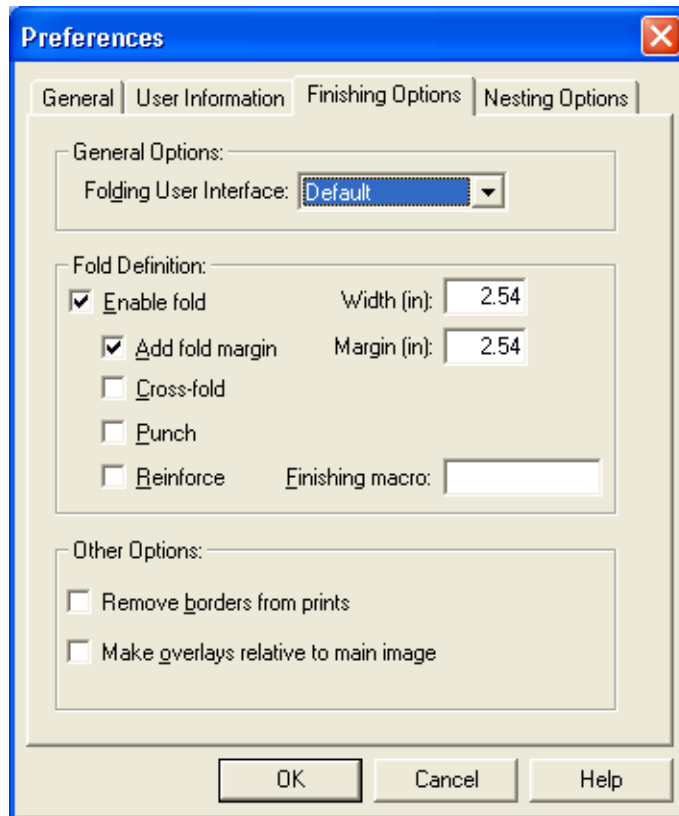 Preferences
General User Information Finishing Options Nesting Options
General Options:
Folding User Interface: Default
Fold Definition:
Enable fold Width (in): 2.54
Add fold margin Margin (in): 2.54
Cross-fold
Punch
Reinforce Finishing macro:
Other Options:
Remove borders from prints
Make overlays relative to main image
OK Cancel Help